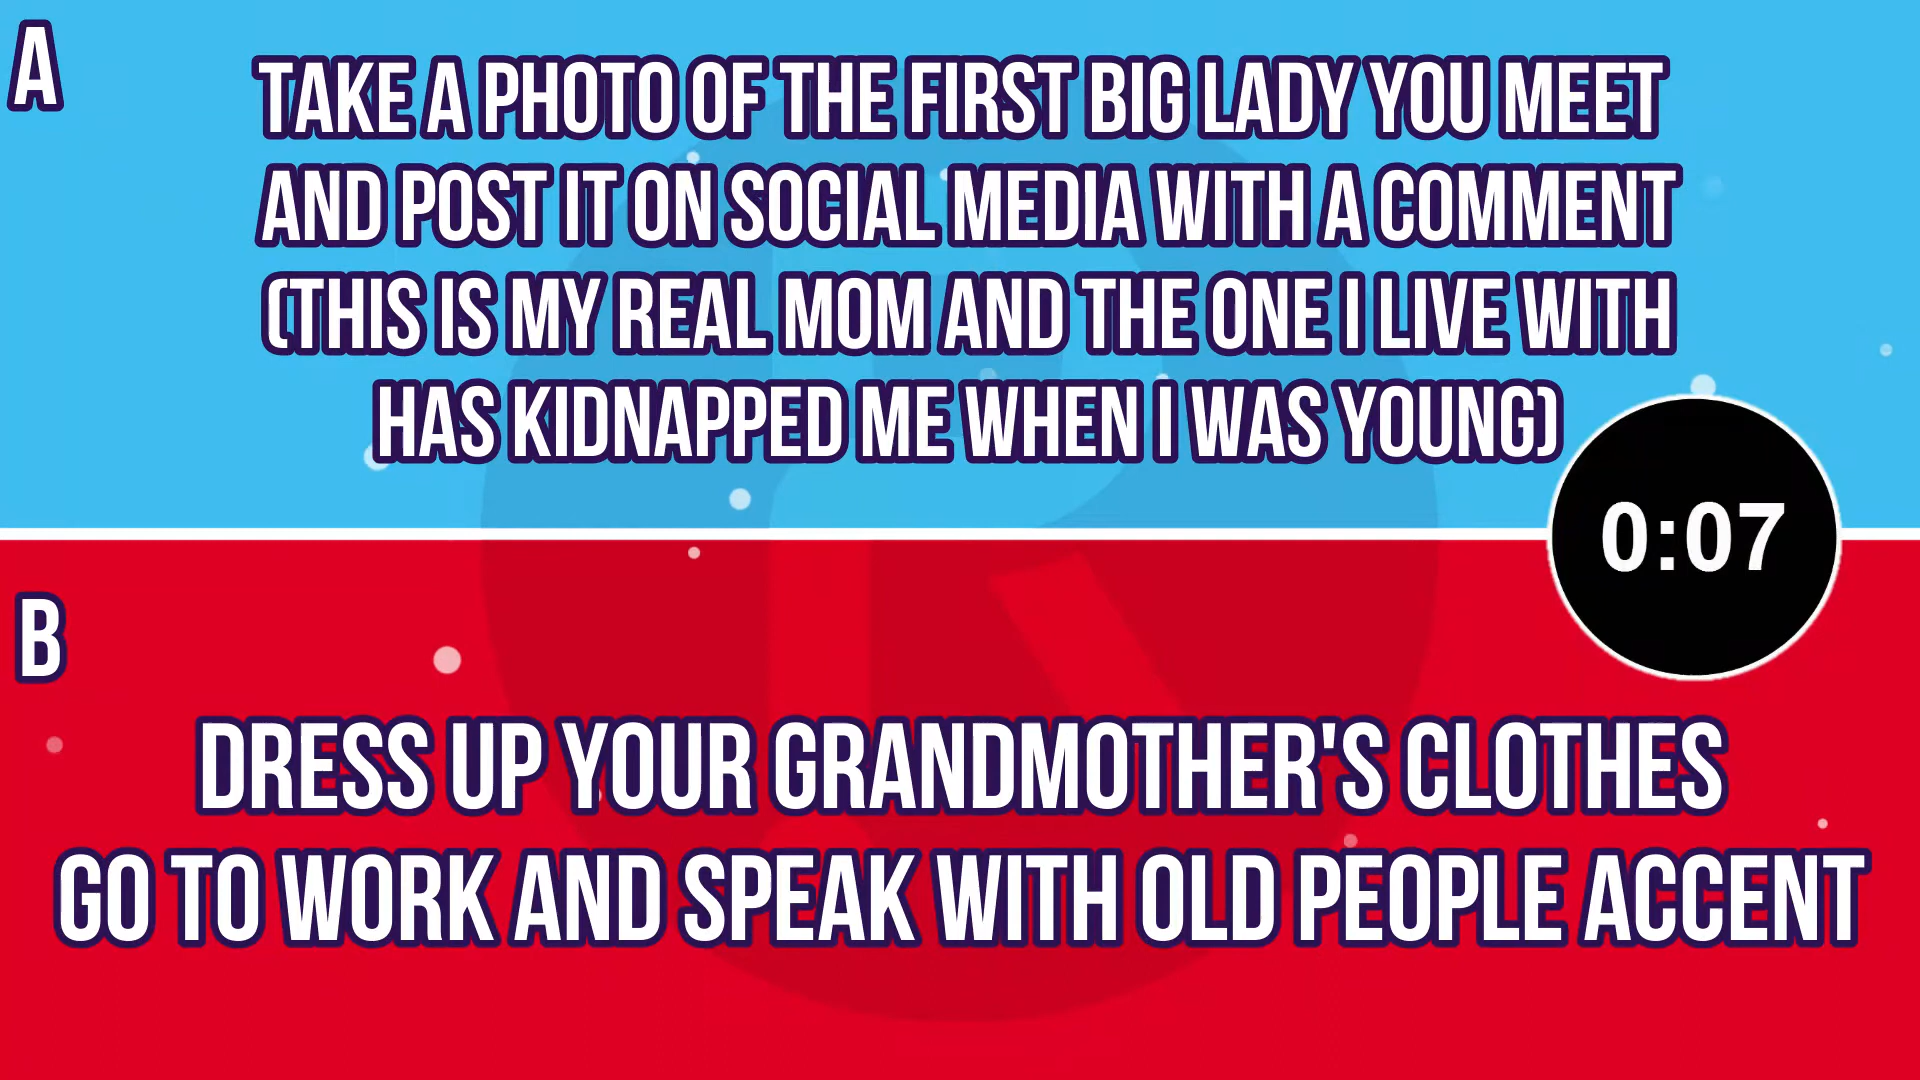 A
TAKE A PHOTO OF THE FIRST BIG LADY YOU MEET
AND POST IT ON SOCIAL MEDIA WITH A COMMENT
(THIS IS MY REAL MOM AND THE ONE I LIVE WITH
HAS KIDNAPPED ME WHEN I WAS YOUNG)
0:07
B
DRESS UP YOUR GRANDMOTHER'S CLOTHES
GO TO WORK AND SPEAK WITH OLD PEOPLE ACCENT